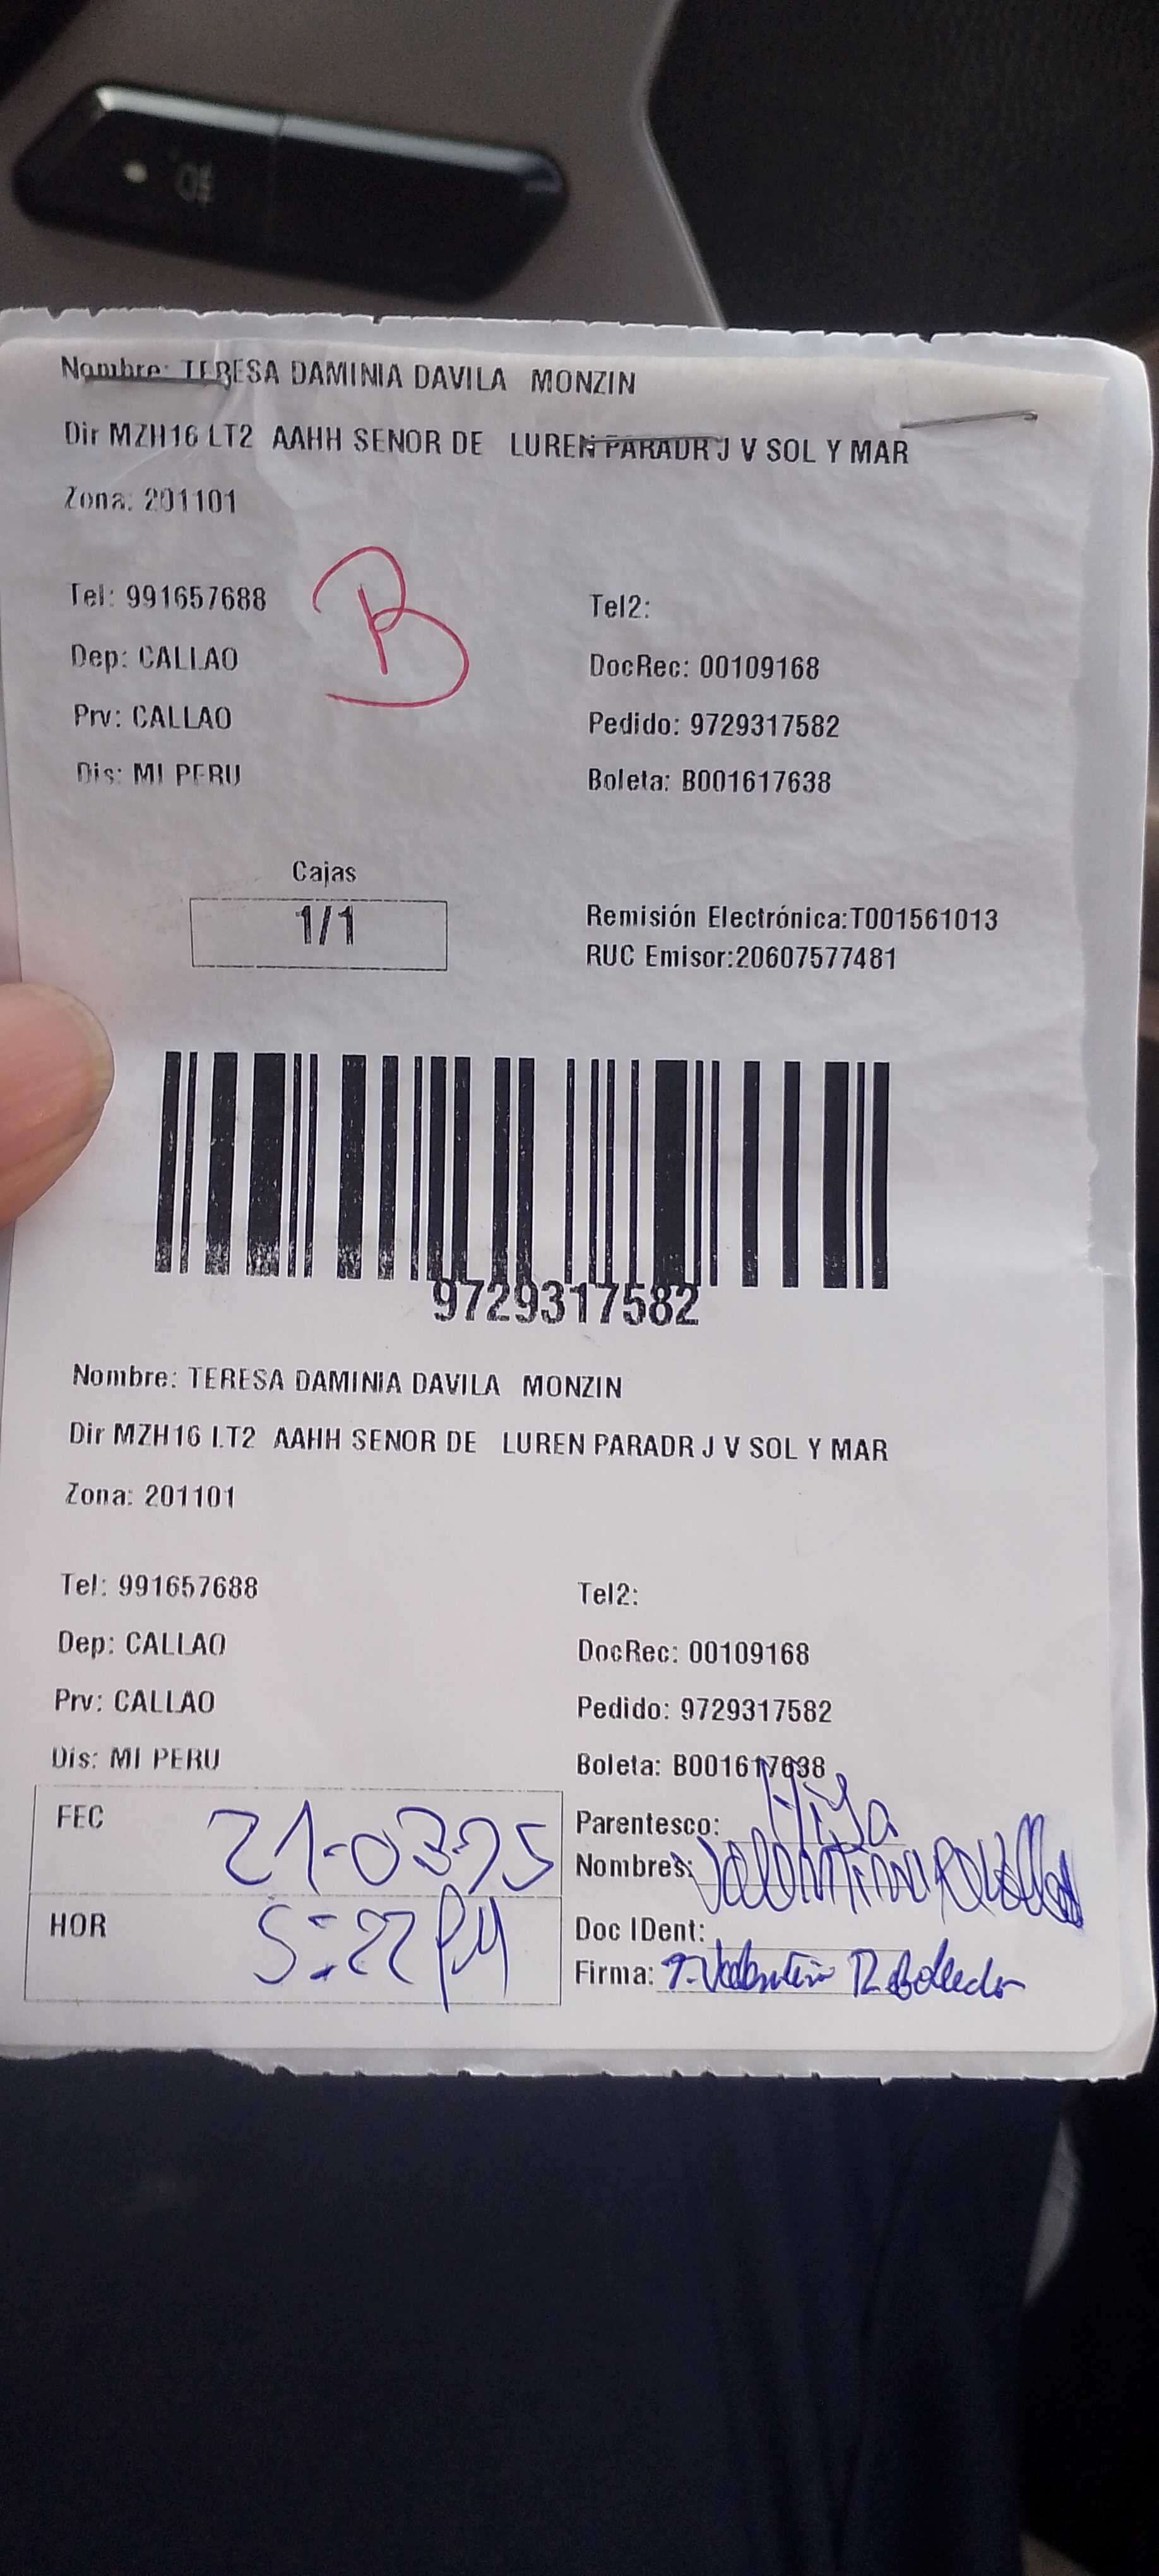 Nombre: TERESA DAMINIA DAVILA MONZIN
Dir MZH16 LT2 AAHH SENOR DE LUREN PARADR J V SOL Y MAR
Zona: 201101
B
Tel: 991657688 Tel2:
Dep: CALLAO DocRec: 00109168
Prv: CALLAO Pedido: 9729317582
Dis: MI PERU Boleta: B001617638
Cajas
1/1
Remisión Electrónica:T001561013
RUC Emisor:20607577481
9729317582
Nombre: TERESA DAMINIA DAVILA MONZIN
Dir MZH16 LT2 AAHH SENOR DE LUREN PARADR J V SOL Y MAR
Zona: 201101
Tel: 991657688 Tel2:
Dep: CALLAO DocRec: 00109168
Prv: CALLAO Pedido: 9729317582
Dis: MI PERU Boleta: B001617638
FEC 21-03-25
HOR 5:22 PM
Parentesco: Hija
Nombres:
Doc IDent:
Firma: